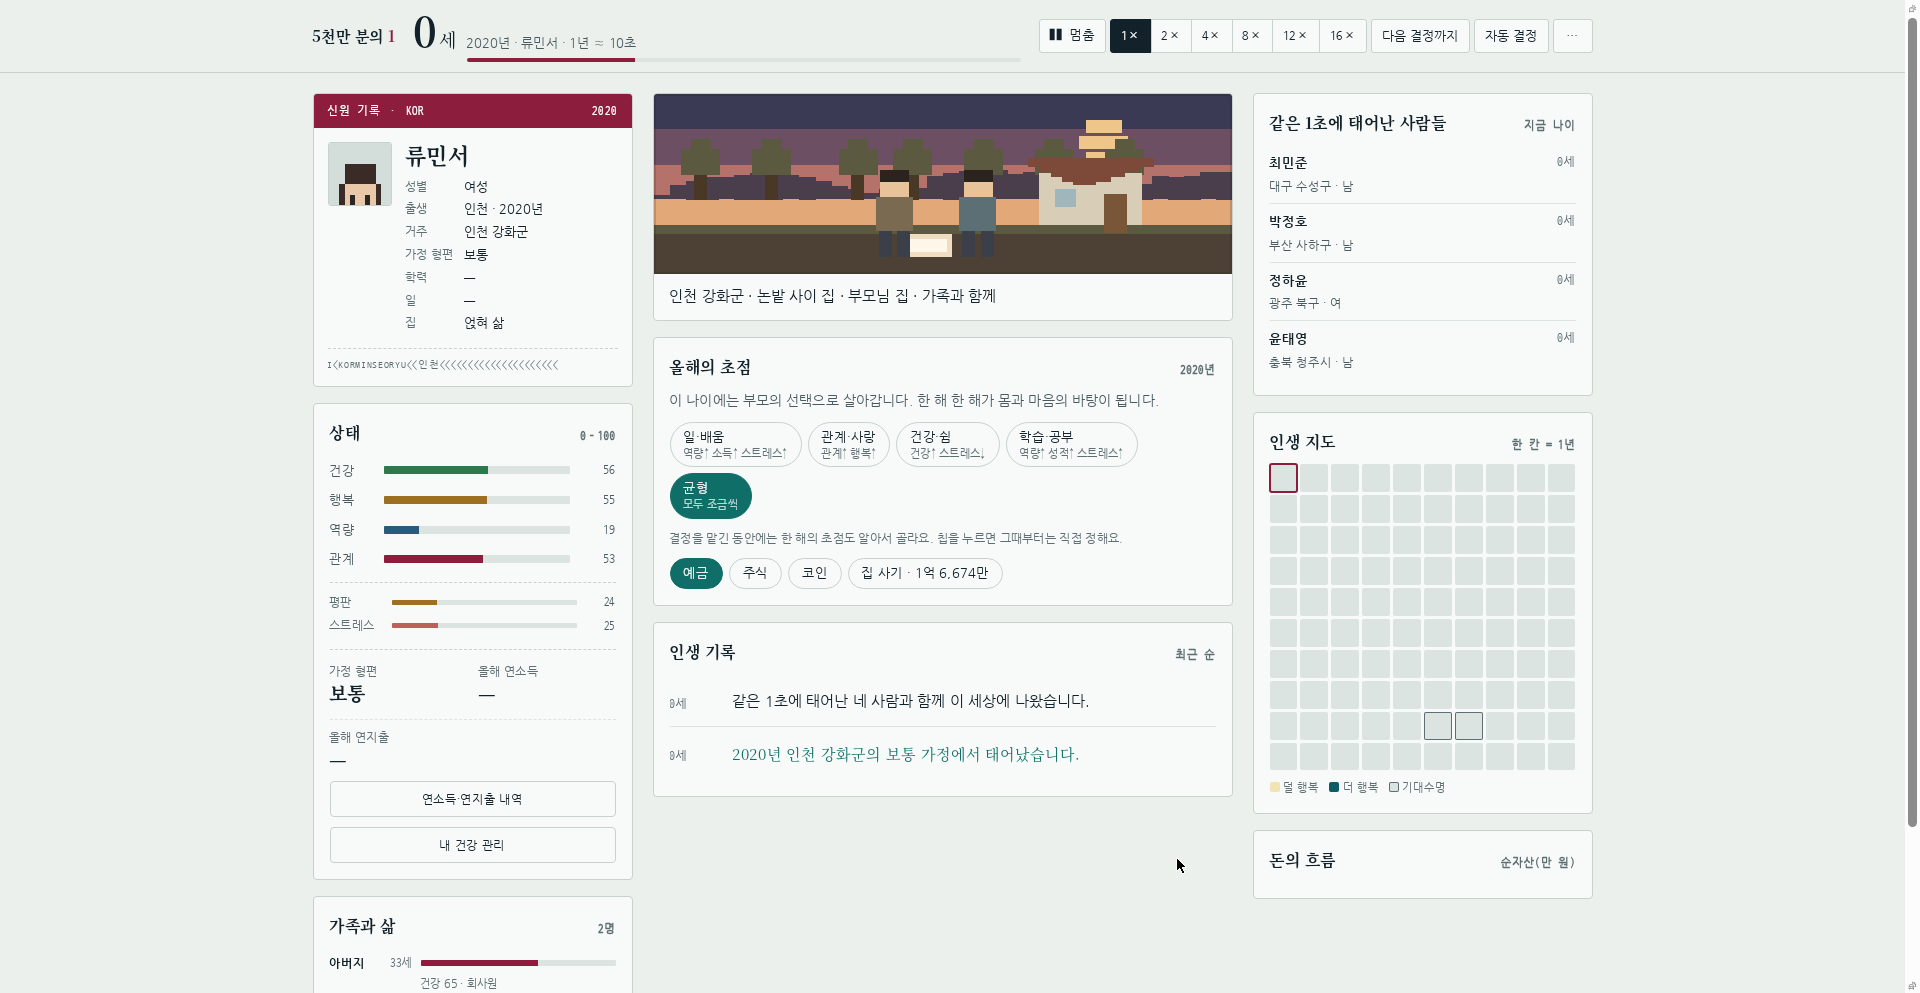 5천만 분의 1
0세
2020년 · 류민서 · 1년 ≈ 10초
멈춤
1×
2×
4×
8×
12×
16×
다음 결정까지
자동 결정
···
신원 기록 · KOR
2020
류민서
성별 여성
출생 인천 · 2020년
거주 인천 강화군
가정 형편 보통
학력 —
일 —
집 얹혀 삶
I<KORMINSEORYU<<인천<<<<<<<<<<<<<<<<<<<<<<
상태
0–100
건강 56
행복 55
역량 19
관계 53
평판 24
스트레스 25
가정 형편
보통
올해 연소득
—
올해 연지출
—
연소득·연지출 내역
내 건강 관리
가족과 삶
2명
아버지 33세
건강 65 · 회사원
인천 강화군 · 논밭 사이 집 · 부모님 집 · 가족과 함께
올해의 초점
2020년
이 나이에는 부모의 선택으로 살아갑니다. 한 해 한 해가 몸과 마음의 바탕이 됩니다.
일·배움
역량↑ 소득↑ 스트레스↑
관계·사랑
관계↑ 행복↑
건강·쉼
건강↑ 스트레스↓
학습·공부
역량↑ 성적↑ 스트레스↑
균형
모두 조금씩
결정을 맡긴 동안에는 한 해의 초점도 알아서 골라요. 칩을 누르면 그때부터는 직접 정해요.
예금
주식
코인
집 사기 · 1억 6,674만
인생 기록
최근 순
0세 같은 1초에 태어난 네 사람과 함께 이 세상에 나왔습니다.
0세 2020년 인천 강화군의 보통 가정에서 태어났습니다.
같은 1초에 태어난 사람들
지금 나이
최민준 0세
대구 수성구 · 남
박정호 0세
부산 사하구 · 남
정하윤 0세
광주 북구 · 여
윤태영 0세
충북 청주시 · 남
인생 지도
한 칸 = 1년
덜 행복
더 행복
기대수명
돈의 흐름
순자산(만 원)